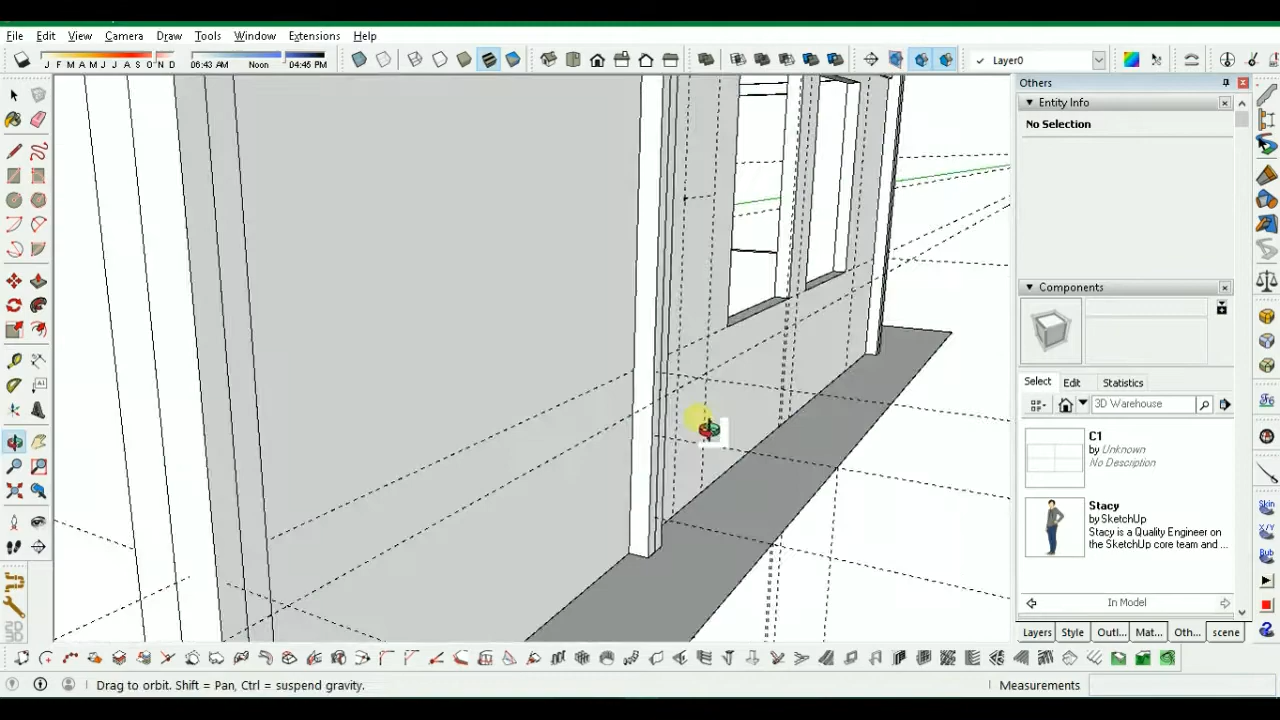 File Edit View Camera Draw Tools Window Extensions Help
J F M A M J J A S O N D 06:43 AM Noon 04:45 PM
✓ Layer0
Others
▼ Entity Info
No Selection
▼ Components
Select Edit Statistics
3D Warehouse
C1
by Unknown
No Description
Stacy
by SketchUp
Stacy is a Quality Engineer on
the SketchUp core team and ...
In Model
Layers Style Outl... Mat... Oth... scene
Skin
X/Y
Bub
Drag to orbit. Shift = Pan, Ctrl = suspend gravity.
Measurements